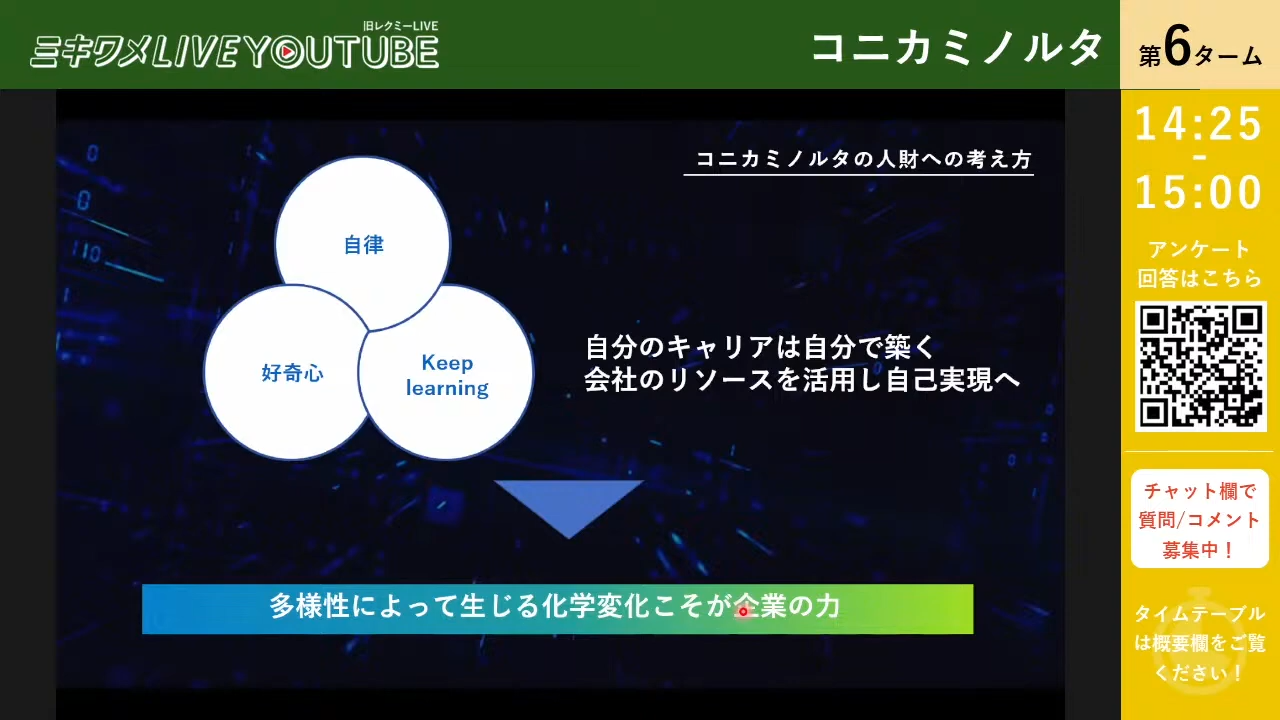 旧レクミーLIVE
ミキワメLIVE YOUTUBE
コニカミノルタ
第6ターム
コニカミノルタの人財への考え方
自律
好奇心
Keep
learning
自分のキャリアは自分で築く
会社のリソースを活用し自己実現へ
多様性によって生じる化学変化こそが企業の力
14:25
-
15:00
アンケート
回答はこちら
チャット欄で
質問/コメント
募集中！
タイムテーブル
は概要欄をご覧
ください！